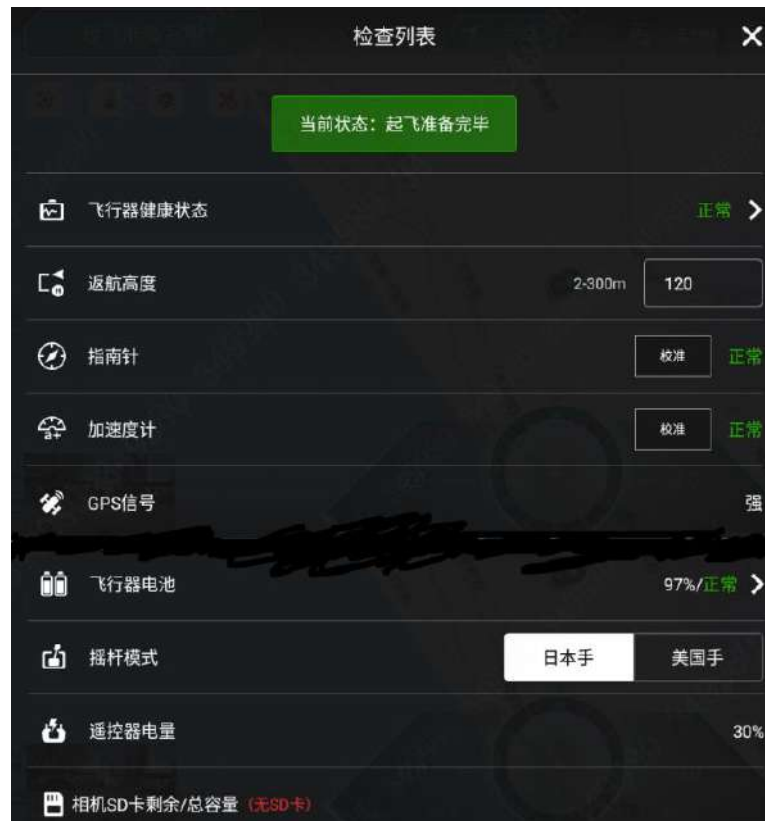 检查列表
当前状态：起飞准备完毕
飞行器健康状态 正常
返航高度 2-300m 120
指南针 校准 正常
加速度计 校准 正常
GPS信号 强
飞行器电池 97%/正常
摇杆模式 日本手 美国手
遥控器电量 30%
相机SD卡剩余/总容量 (无SD卡)